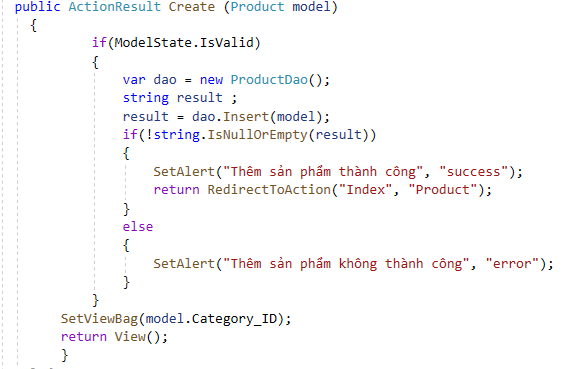 public ActionResult Create (Product model)
{
if(ModelState.IsValid)
{
var dao = new ProductDao();
string result ;
result = dao.Insert(model);
if(!string.IsNullOrEmpty(result))
{
SetAlert("Thêm sản phẩm thành công", "success");
return RedirectToAction("Index", "Product");
}
else
{
SetAlert("Thêm sản phẩm không thành công", "error");
}
}
SetViewBag(model.Category_ID);
return View();
}